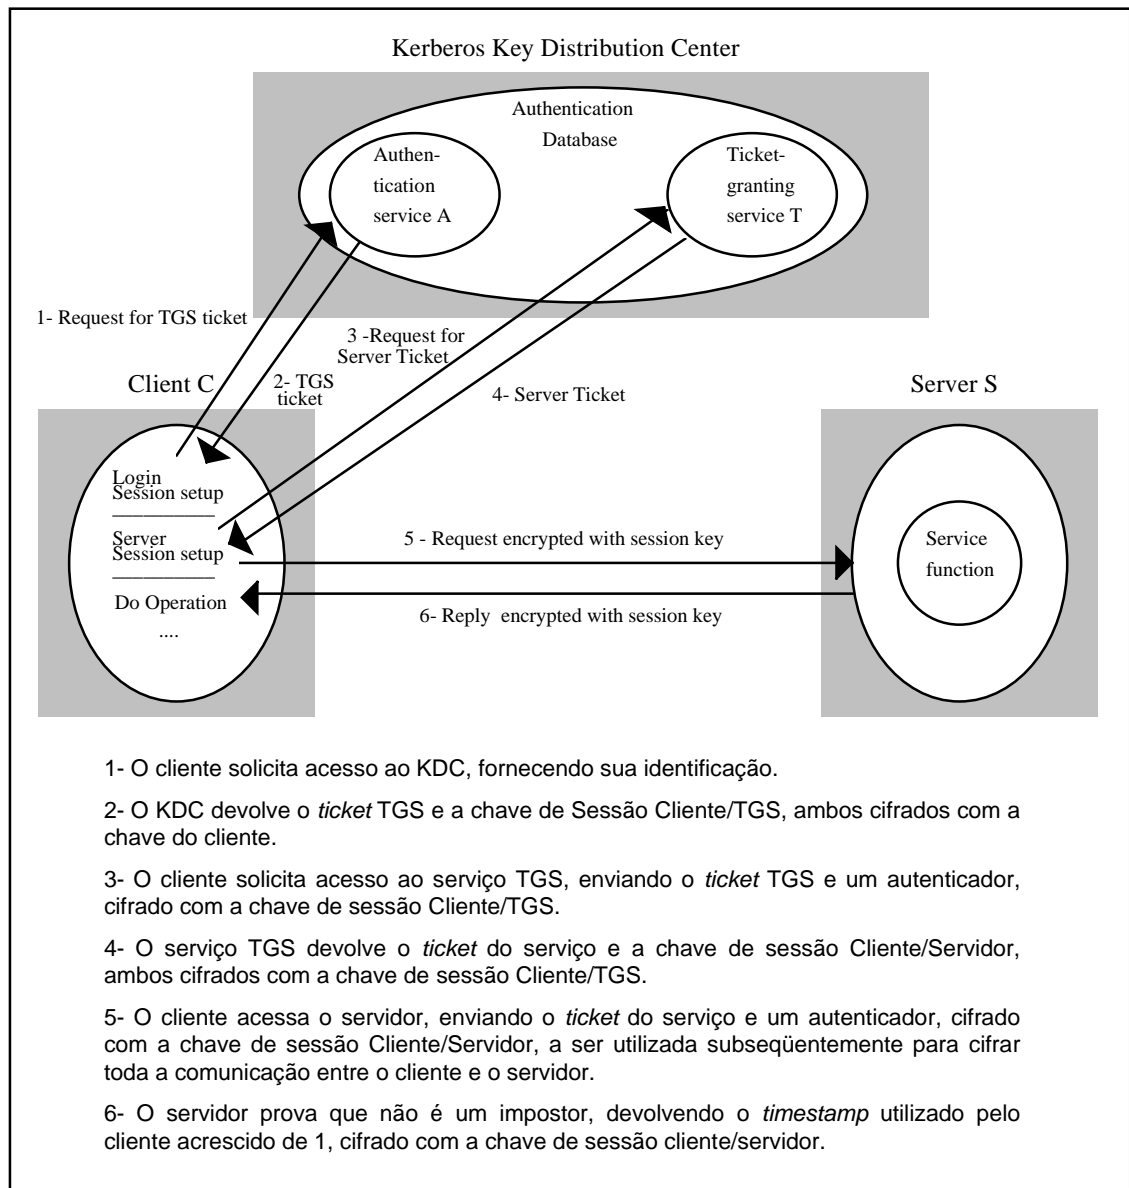 Kerberos Key Distribution Center
Authentication
Database
Authen-
tication
service A
Ticket-
granting
service T
1- Request for TGS ticket
3 -Request for
Server Ticket
2- TGS
ticket
4- Server Ticket
Client C
Server S
Login
Session setup
___________
Server
Session setup
___________
Do Operation
....
5 - Request encrypted with session key
6- Reply encrypted with session key
Service
function
1- O cliente solicita acesso ao KDC, fornecendo sua identificação.
2- O KDC devolve o ticket TGS e a chave de Sessão Cliente/TGS, ambos cifrados com a
chave do cliente.
3- O cliente solicita acesso ao serviço TGS, enviando o ticket TGS e um autenticador,
cifrado com a chave de sessão Cliente/TGS.
4- O serviço TGS devolve o ticket do serviço e a chave de sessão Cliente/Servidor,
ambos cifrados com a chave de sessão Cliente/TGS.
5- O cliente acessa o servidor, enviando o ticket do serviço e um autenticador, cifrado
com a chave de sessão Cliente/Servidor, a ser utilizada subseqüentemente para cifrar
toda a comunicação entre o cliente e o servidor.
6- O servidor prova que não é um impostor, devolvendo o timestamp utilizado pelo
cliente acrescido de 1, cifrado com a chave de sessão cliente/servidor.